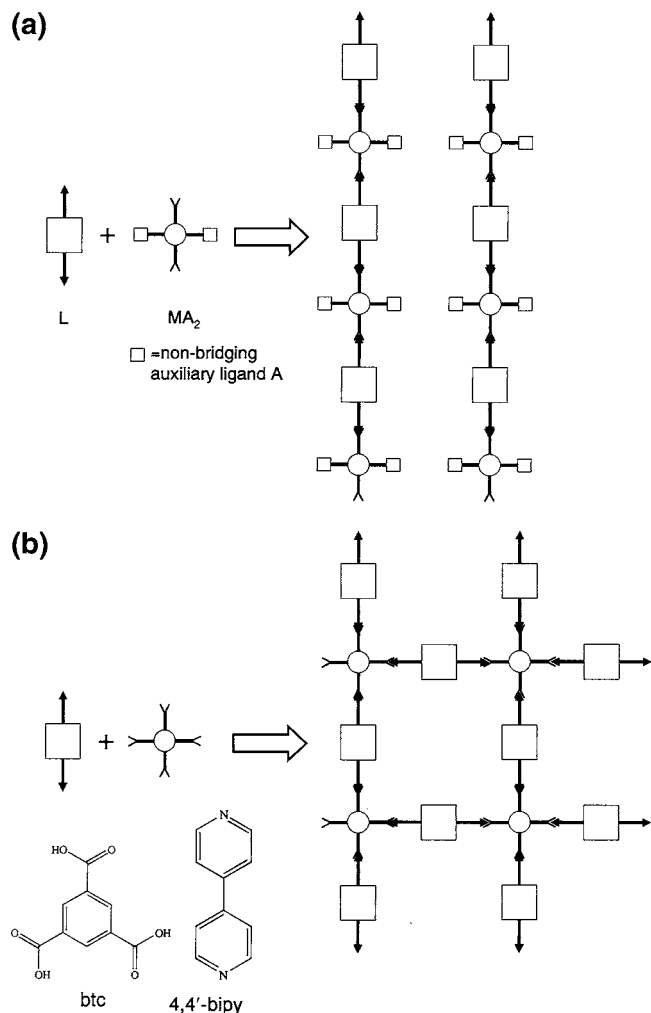 (a)
+
L
MA₂
□ =non-bridging
auxiliary ligand A
(b)
+
N
N
HO
O
O
OH
OH
O
btc
4,4'-bipy